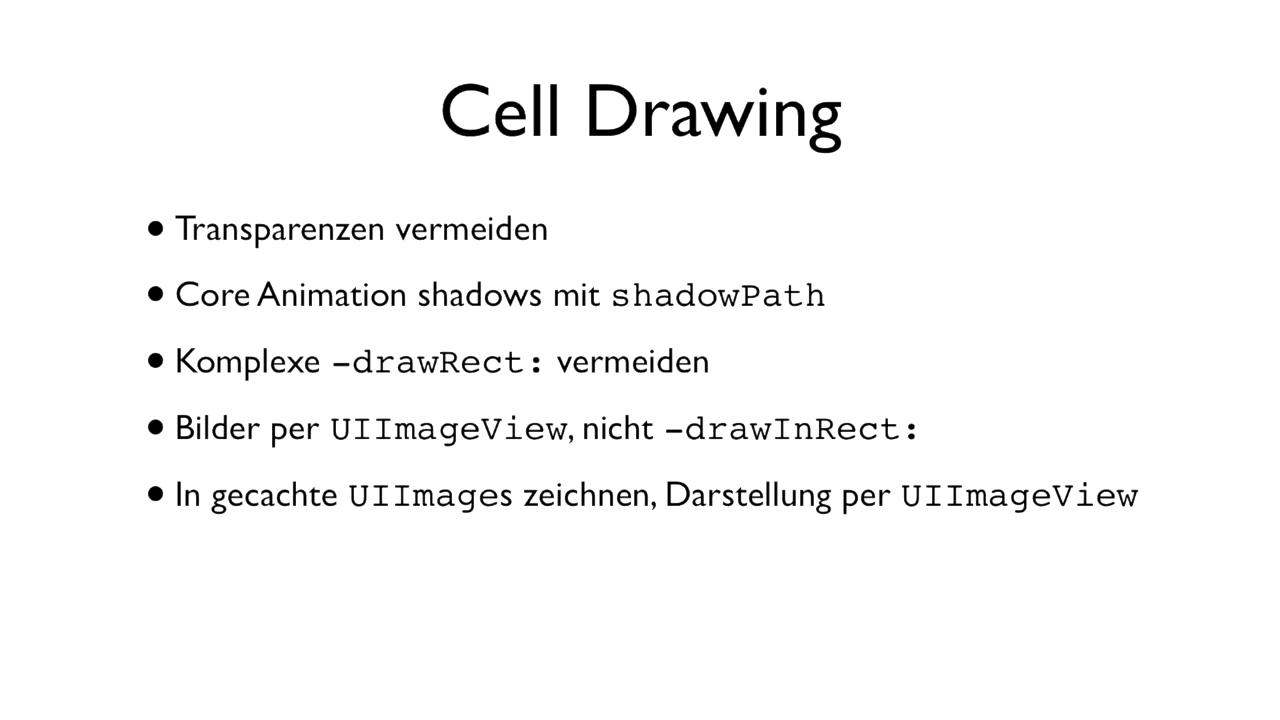 Cell Drawing
• Transparenzen vermeiden
• Core Animation shadows mit shadowPath
• Komplexe -drawRect: vermeiden
• Bilder per UIImageView, nicht -drawInRect:
• In gecachte UIImages zeichnen, Darstellung per UIImageView